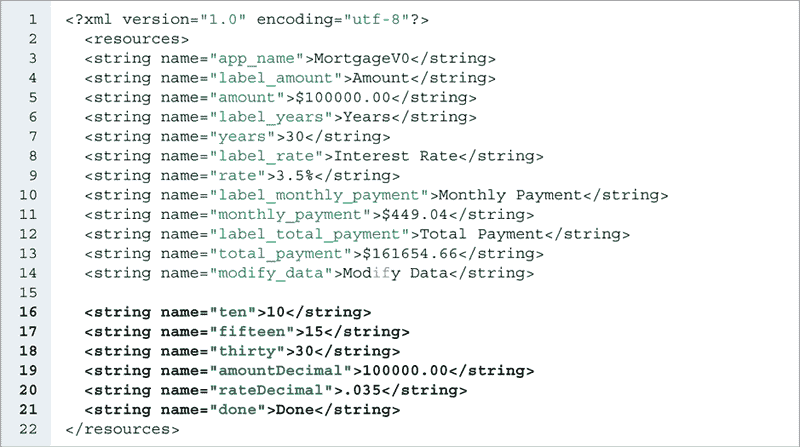 1 <?xml version="1.0" encoding="utf-8"?>
2 <resources>
3 <string name="app_name">MortgageV0</string>
4 <string name="label_amount">Amount</string>
5 <string name="amount">$100000.00</string>
6 <string name="label_years">Years</string>
7 <string name="years">30</string>
8 <string name="label_rate">Interest Rate</string>
9 <string name="rate">3.5%</string>
10 <string name="label_monthly_payment">Monthly Payment</string>
11 <string name="monthly_payment">$449.04</string>
12 <string name="label_total_payment">Total Payment</string>
13 <string name="total_payment">$161654.66</string>
14 <string name="modify_data">Modify Data</string>
15
16 <string name="ten">10</string>
17 <string name="fifteen">15</string>
18 <string name="thirty">30</string>
19 <string name="amountDecimal">100000.00</string>
20 <string name="rateDecimal">.035</string>
21 <string name="done">Done</string>
22 </resources>